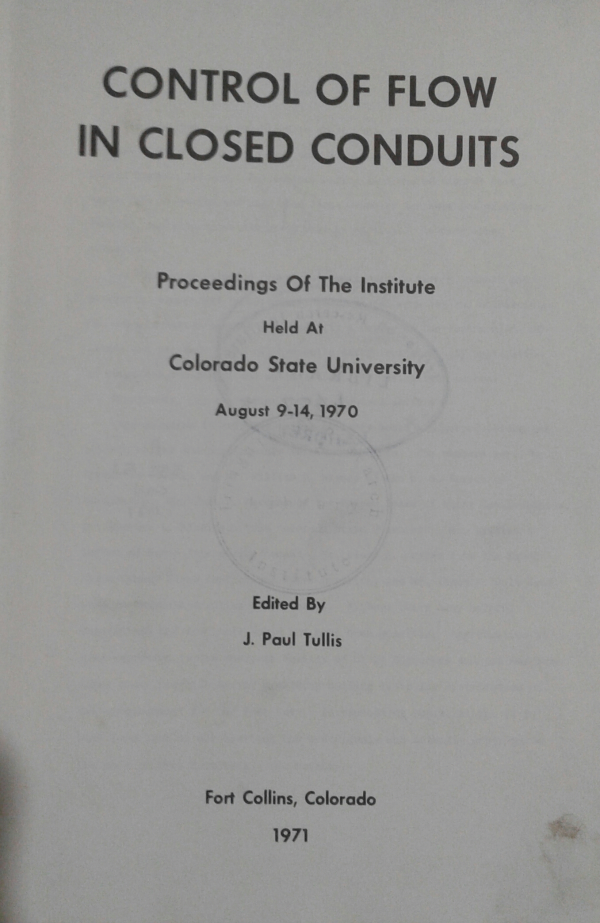 CONTROL OF FLOW
IN CLOSED CONDUITS
Proceedings Of The Institute
Held At
Colorado State University
August 9-14, 1970
Edited By
J. Paul Tullis
Fort Collins, Colorado
1971